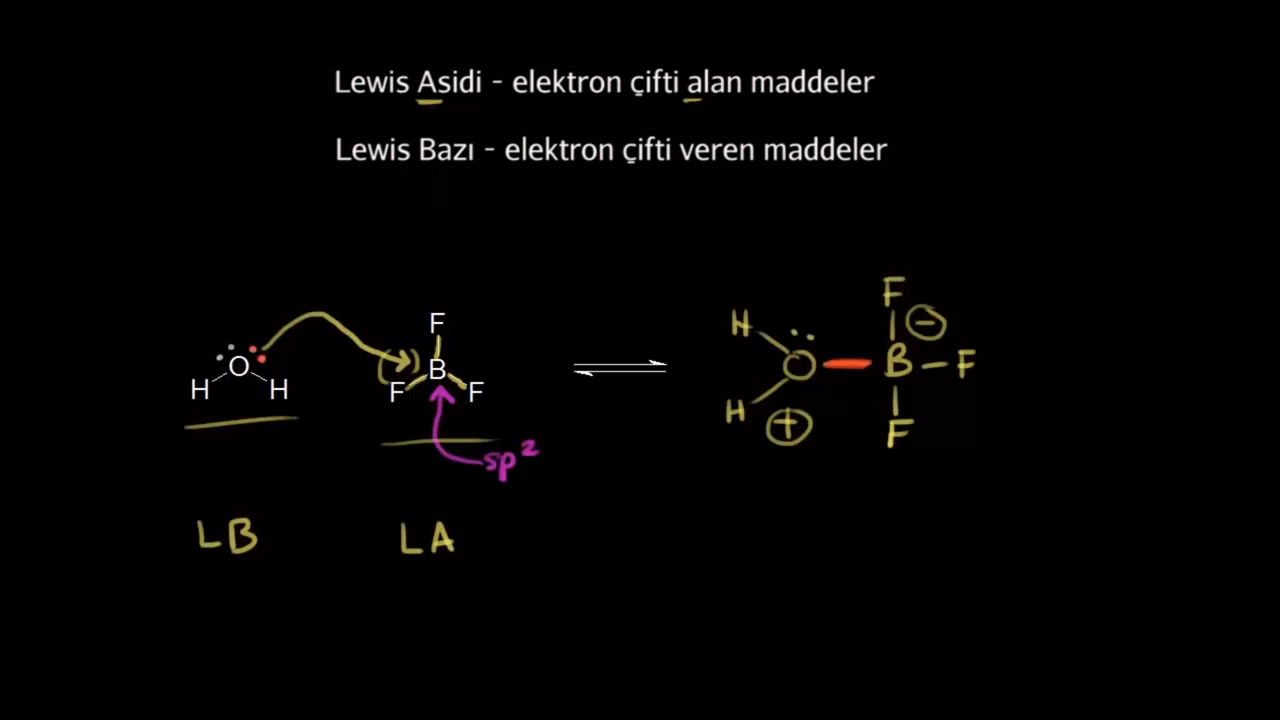 Lewis Asidi - elektron çifti alan maddeler
Lewis Bazı - elektron çifti veren maddeler
H O H
F B F F
sp²
H O H + B F F F -
LB
LA